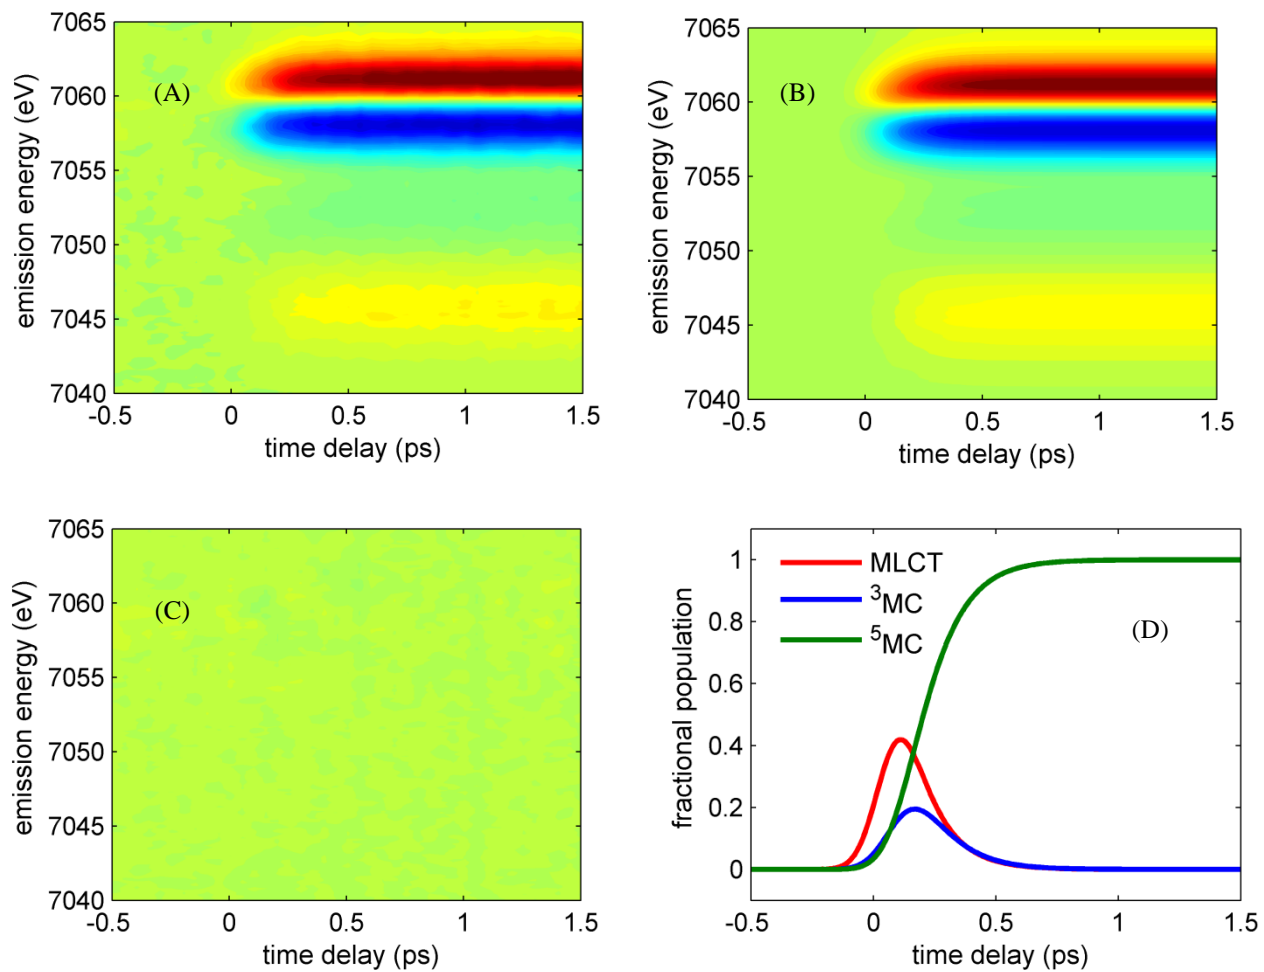 7065
7060
7055
7050
7045
7040
emission energy (eV)
(A)
-0.5
0
0.5
1
1.5
time delay (ps)
7065
7060
7055
7050
7045
7040
emission energy (eV)
(B)
-0.5
0
0.5
1
1.5
time delay (ps)
7065
7060
7055
7050
7045
7040
emission energy (eV)
(C)
-0.5
0
0.5
1
1.5
time delay (ps)
1
0.8
0.6
0.4
0.2
0
fractional population
MLCT
³MC
⁵MC
(D)
-0.5
0
0.5
1
1.5
time delay (ps)